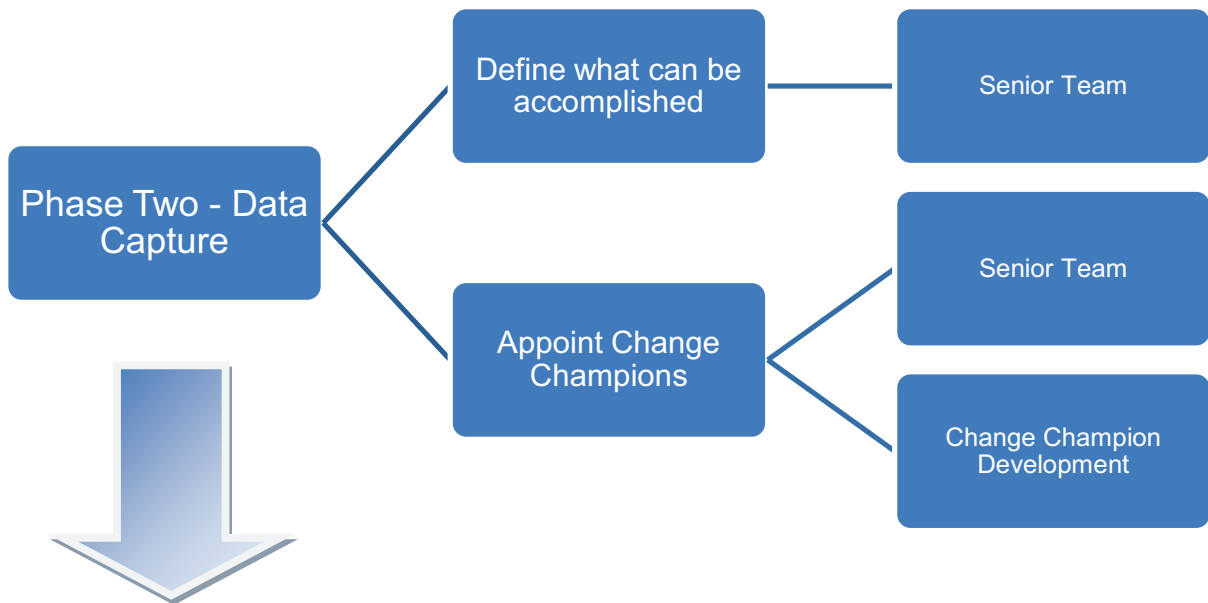 Phase Two - Data
Capture
Define what can be
accomplished
Senior Team
Appoint Change
Champions
Senior Team
Change Champion
Development